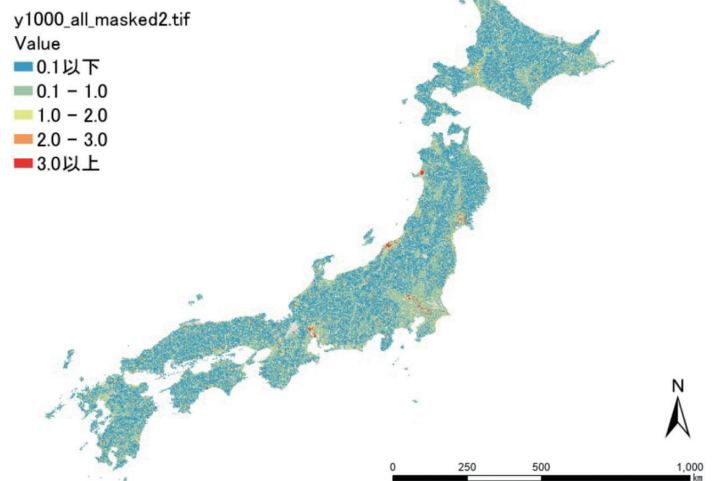 y1000_all_masked2.tif
Value
0.1以下
0.1 - 1.0
1.0 - 2.0
2.0 - 3.0
3.0以上
N
0 250 500 1,000
km